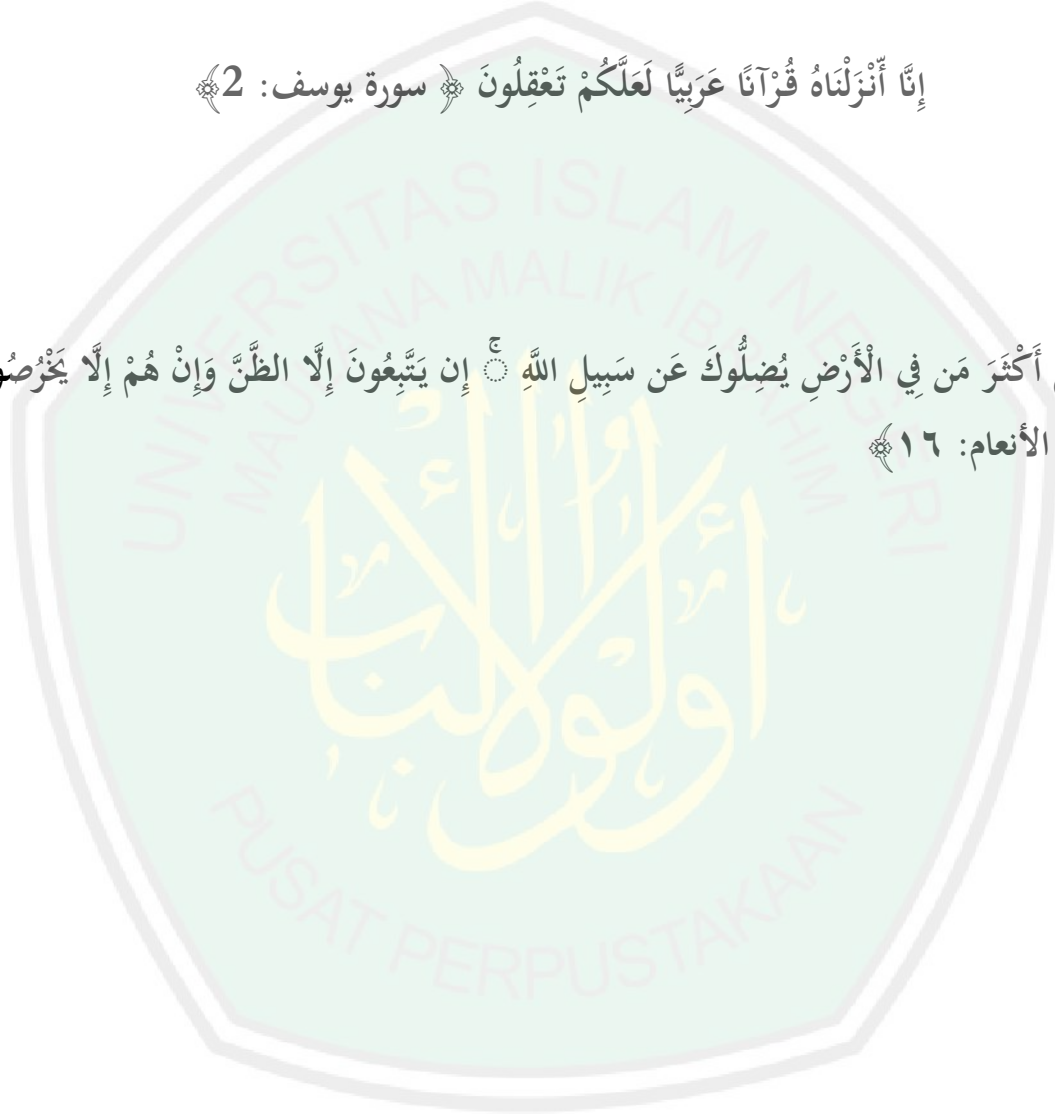 إِنَّا أَنْزَلْنَاهُ قُرْآنًا عَرَبِيًّا لَعَلَّكُمْ تَعْقِلُونَ ﴿ سورة يوسف: 2﴾
أَكْثَرَ مَن فِي الْأَرْضِ يُضِلُّوكَ عَن سَبِيلِ اللَّهِ ۚ إِن يَتَّبِعُونَ إِلَّا الظَّنَّ وَإِنْ هُمْ إِلَّا
الأنعام: ١٦﴾
UNIVERSITAS ISLAM NEGERI
MAULANA MALIK IBRAHIM
أولو الألباب
PUSAT PERPUSTAKAAN